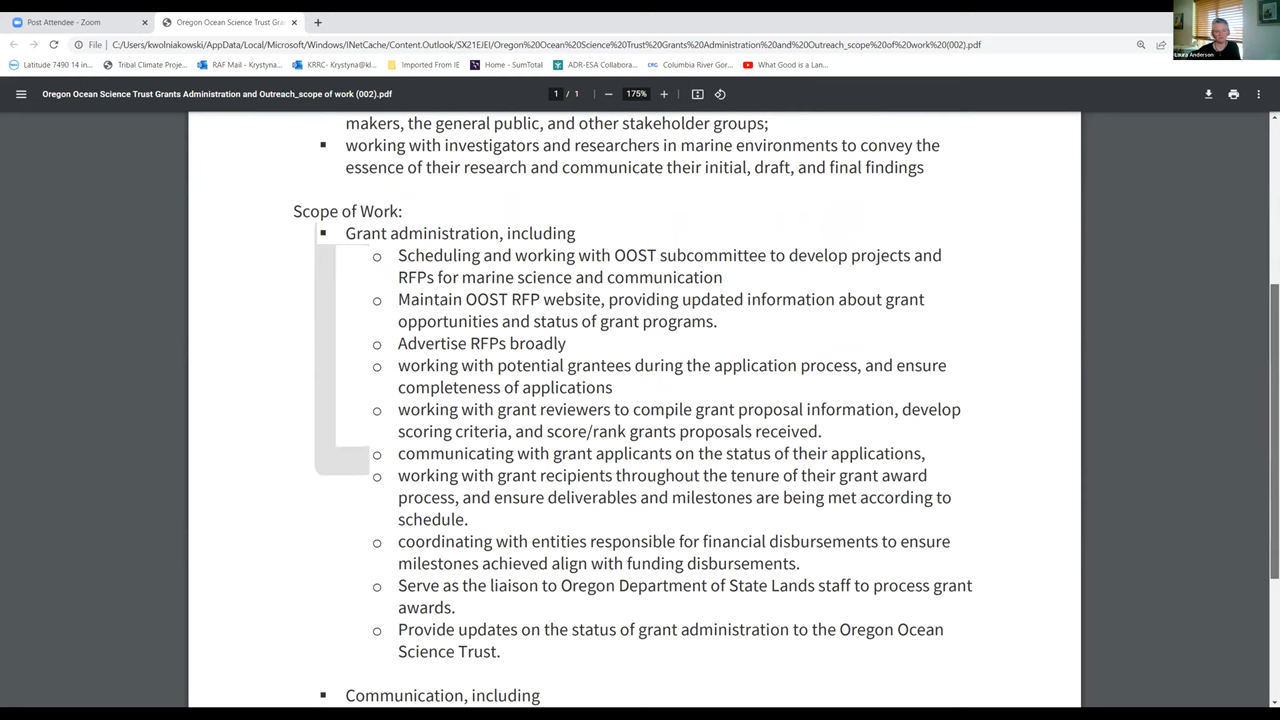 Post Attendee - Zoom
Oregon Ocean Science Trust Gra
File
C:/Users/kwolniakowski/AppData/Local/Microsoft/Windows/INetCache/Content.Outlook/S2V1EJEI/Oregon%20Ocean%20Science%20Trust%20Grants%20Administration%20and%20Outreach_scope%20of%20work%20(002).pdf
Latitude 7490 14 in...
Tribal Climate Proje...
RAF Mail - Krystyna...
KRRC- Krystyna@kl...
Imported From IE
Home - SumTotal
ADR-ESA Collabora...
CRG Columbia River Gor...
What Good is a Lan...
Laura Anderson
Oregon Ocean Science Trust Grants Administration and Outreach_scope of work (002).pdf
1 / 1
175%
makers, the general public, and other stakeholder groups;
▪ working with investigators and researchers in marine environments to convey the
essence of their research and communicate their initial, draft, and final findings
Scope of Work:
▪ Grant administration, including
o Scheduling and working with OOST subcommittee to develop projects and
RFPs for marine science and communication
o Maintain OOST RFP website, providing updated information about grant
opportunities and status of grant programs.
o Advertise RFPs broadly
o working with potential grantees during the application process, and ensure
completeness of applications
o working with grant reviewers to compile grant proposal information, develop
scoring criteria, and score/rank grants proposals received.
o communicating with grant applicants on the status of their applications,
o working with grant recipients throughout the tenure of their grant award
process, and ensure deliverables and milestones are being met according to
schedule.
o coordinating with entities responsible for financial disbursements to ensure
milestones achieved align with funding disbursements.
o Serve as the liaison to Oregon Department of State Lands staff to process grant
awards.
o Provide updates on the status of grant administration to the Oregon Ocean
Science Trust.
▪ Communication, including